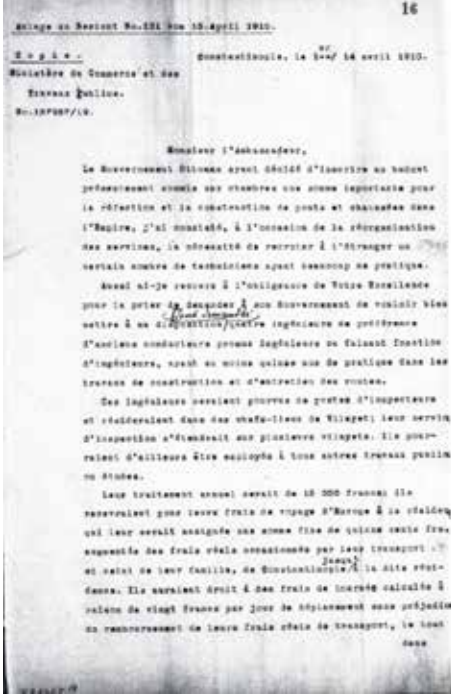 16
Anlage zu Bericht No.121 vom 15.April 1910.
Kopie.
Constantinople, le 14 avril 1910.
Ministère du Commerce et des
Travaux Publics.
Monsieur l'Ambassadeur,
Le Gouvernement Ottoman ayant décidé d'inscrire au budget
présentement soumis aux chambres une somme importante pour
la réfection et la construction de ponts et chaussées dans
l'Empire, j'ai constaté, à l'occasion de la réorganisation
des services, la nécessité de recruter à l'étranger un
certain nombre de techniciens ayant beaucoup de pratique.
Aussi ai-je recours à l'obligeance de Votre Excellence
pour la prier de demander à son Gouvernement de vouloir bien
mettre à ma disposition quatre ingénieurs de préférence
d'anciens conducteurs promus ingénieurs ou faisant fonction
d'ingénieurs, ayant au moins quinze ans de pratique dans les
travaux de construction et d'entretien des routes.
Ces ingénieurs seraient pourvus de postes d'inspecteurs
et résideraient dans des chefs-lieux de Vilayet; leur servic
d'inspection s'étendrait sur plusieurs vilayets. Ils pour-
raient d'ailleurs être employés à tous autres travaux public
ou études.
Leur traitement annuel serait de 000 francs; ils
recevraient pour leurs frais de voyage d'Europe à la résiden
qui leur serait assignée une somme fixe de quinze cents frs.
augmentée des frais réels occasionnés par leur transport
et celui de leur famille, de Constantinople jusqu'à la dite rési-
dence. Ils auraient droit à des frais de tournée calculés à
raison de vingt francs par jour de déplacement sans préjudice
du remboursement de leurs frais réels de transport, le tout
dans